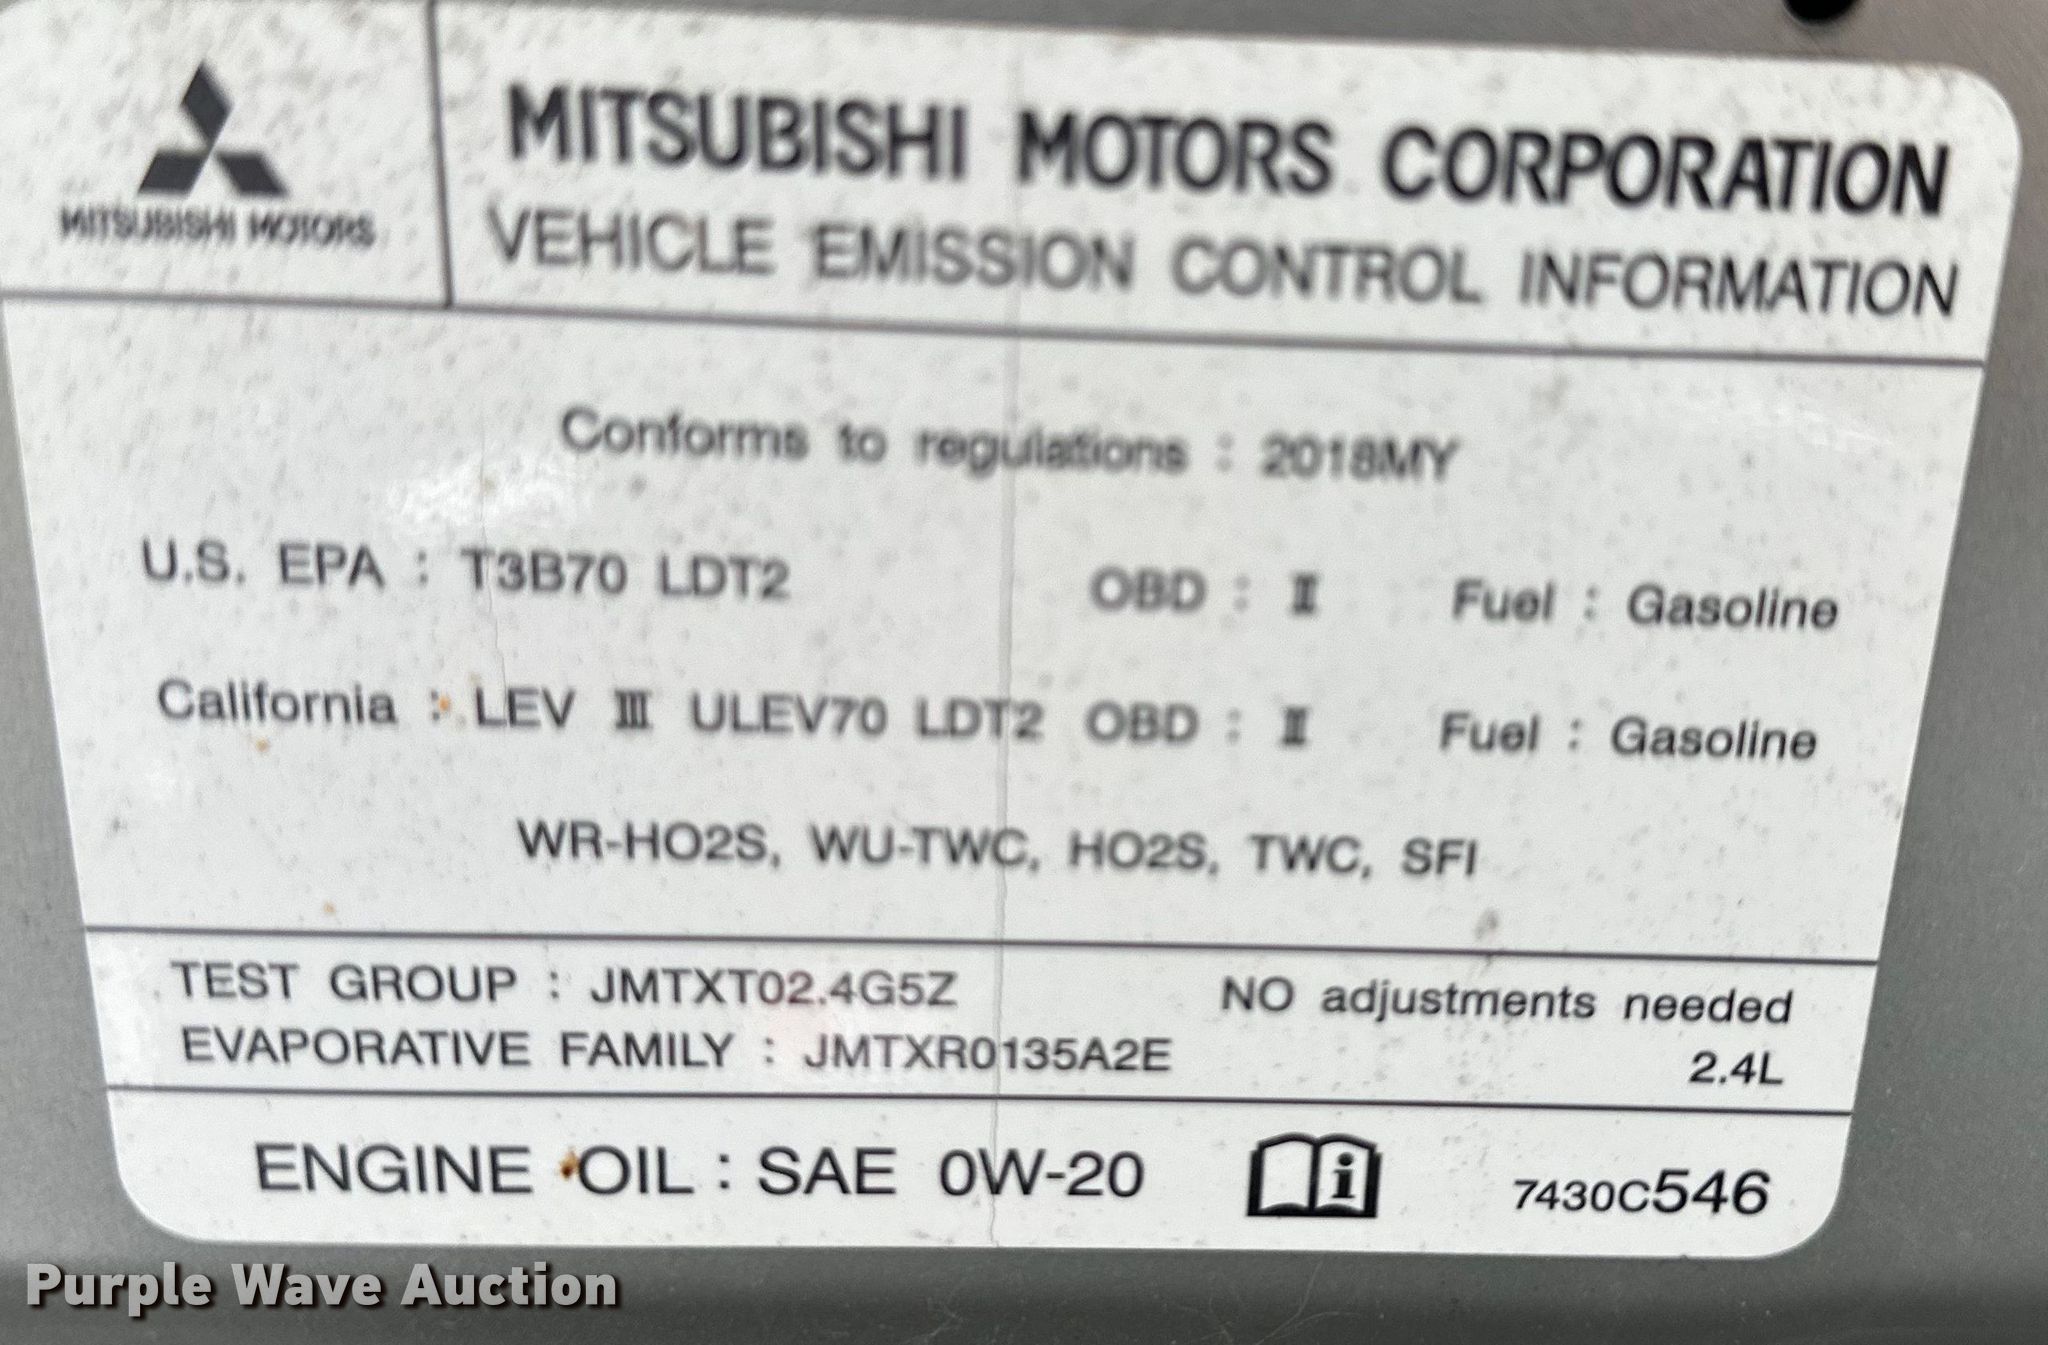 MITSUBISHI MOTORS
MITSUBISHI MOTORS CORPORATION
VEHICLE EMISSION CONTROL INFORMATION
Conforms to regulations : 2018MY
U.S. EPA : T3B70 LDT2 OBD : II Fuel : Gasoline
California : LEV III ULEV70 LDT2 OBD : II Fuel : Gasoline
WR-HO2S, WU-TWC, HO2S, TWC, SFI
TEST GROUP : JMTXT02.4G5Z NO adjustments needed
EVAPORATIVE FAMILY : JMTXR0135A2E 2.4L
ENGINE OIL : SAE 0W-20 i 7430C546
Purple Wave Auction